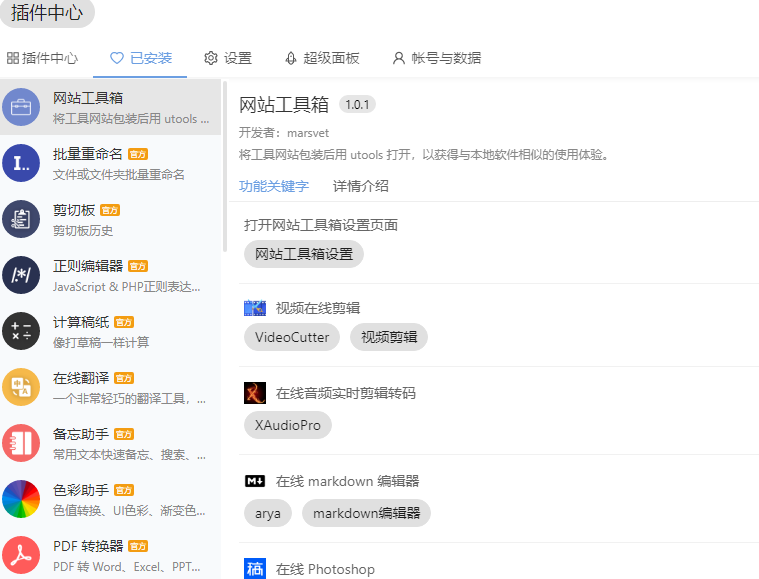 插件中心
插件中心 已安装 设置 超级面板 帐号与数据
网站工具箱
将工具网站包装后用 utools ...
I..
批量重命名 官方
文件或文件夹批量重命名
剪切板 官方
剪切板历史
/.*/
正则编辑器 官方
JavaScript & PHP正则表达...
计算稿纸 官方
像打草稿一样计算
在线翻译 官方
一个非常轻巧的翻译工具，...
备忘助手 官方
常用文本快速备忘、搜索、...
色彩助手 官方
色值转换、UI色彩、渐变色...
PDF 转换器 官方
PDF 转 Word、Excel、PPT...
网站工具箱 1.0.1
开发者：marsvet
将工具网站包装后用 utools 打开，以获得与本地软件相似的使用体验。
功能关键字 详情介绍
打开网站工具箱设置页面
网站工具箱设置
视频在线剪辑
VideoCutter 视频剪辑
在线音频实时剪辑转码
XAudioPro
M 在线 markdown 编辑器
arya markdown编辑器
稿 在线 Photoshop